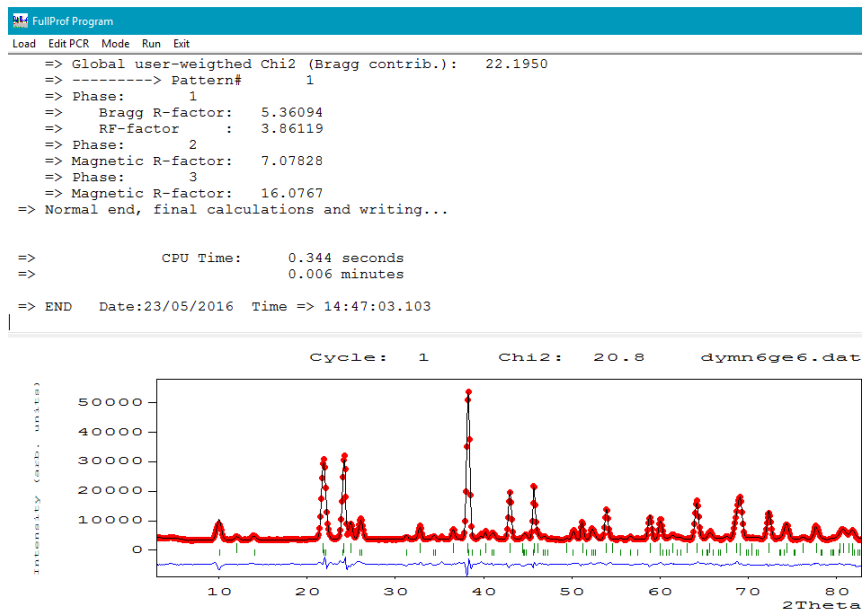 FullProf Program
Load Edit PCR Mode Run Exit
=> Global user-weigthed Chi2 (Bragg contrib.): 22.1950
=> ---------> Pattern# 1
=> Phase: 1
=> Bragg R-factor: 5.36094
=> RF-factor : 3.86119
=> Phase: 2
=> Magnetic R-factor: 7.07828
=> Phase: 3
=> Magnetic R-factor: 16.0767
=> Normal end, final calculations and writing...
=> CPU Time: 0.344 seconds
=> 0.006 minutes
=> END Date:23/05/2016 Time => 14:47:03.103
Cycle: 1 Chi2: 20.8 dymn6ge6.dat
Intensity (arb. units)
50000
40000
30000
20000
10000
0
10 20 30 40 50 60 70 80
2Theta